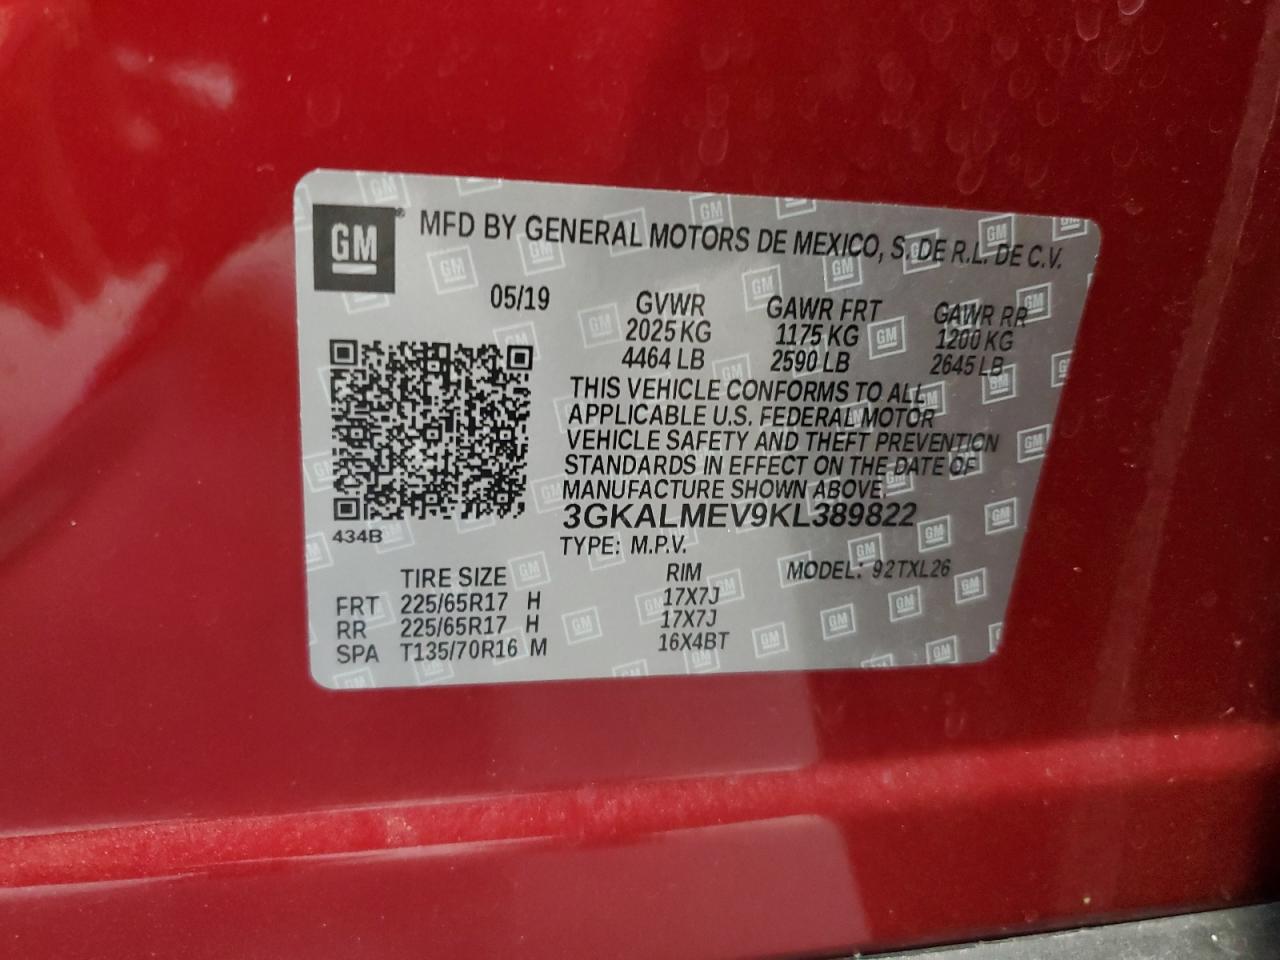 GM® MFD BY GENERAL MOTORS DE MEXICO, S. DE R.L. DE C.V.
05/19 GVWR GAWR FRT GAWR RR
2025 KG 1175 KG 1200 KG
4464 LB 2590 LB 2645 LB
THIS VEHICLE CONFORMS TO ALL
APPLICABLE U.S. FEDERAL MOTOR
VEHICLE SAFETY AND THEFT PREVENTION
STANDARDS IN EFFECT ON THE DATE OF
MANUFACTURE SHOWN ABOVE.
3GKALMEV9KL389822
434B
TYPE: M.P.V.
TIRE SIZE RIM MODEL: 92TXL26
FRT 225/65R17 H 17X7J
RR 225/65R17 H 17X7J
SPA T135/70R16 M 16X4BT